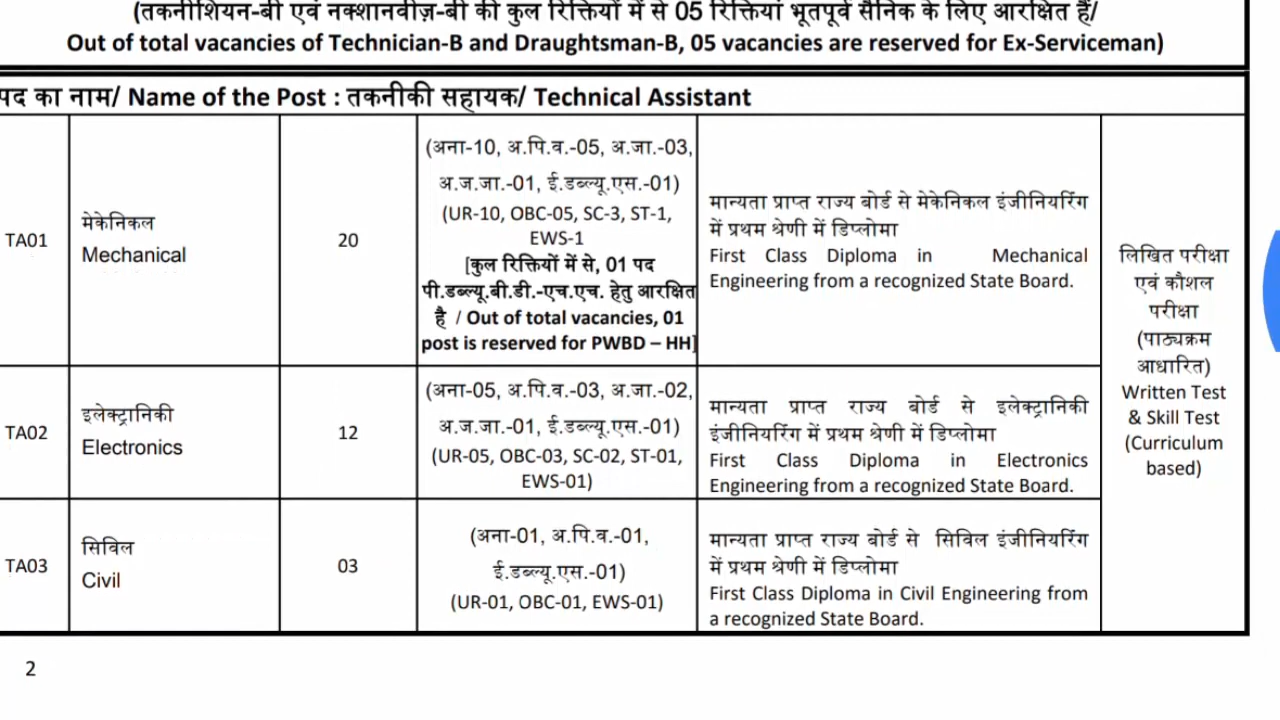 (तकनीशियन-बी एवं नक्शानवीज़-बी की कुल रिक्तियों में से 05 रिक्तियां भूतपूर्व सैनिक के लिए आरक्षित हैं/
Out of total vacancies of Technician-B and Draughtsman-B, 05 vacancies are reserved for Ex-Serviceman)
पद का नाम/ Name of the Post : तकनीकी सहायक/ Technical Assistant
TA01
मेकेनिकल
Mechanical
20
(अना-10, अ.पि.व.-05, अ.जा.-03,
अ.ज.जा.-01, ई.डब्ल्यू.एस.-01)
(UR-10, OBC-05, SC-3, ST-1,
EWS-1
[कुल रिक्तियों में से, 01 पद
पी.डब्ल्यू.बी.डी.-एच.एच. हेतु आरक्षित
है / Out of total vacancies, 01
post is reserved for PWBD – HH]
मान्यता प्राप्त राज्य बोर्ड से मेकेनिकल इंजीनियरिंग
में प्रथम श्रेणी में डिप्लोमा
First Class Diploma in Mechanical
Engineering from a recognized State Board.
लिखित परीक्षा
एवं कौशल
परीक्षा
(पाठ्यक्रम
आधारित)
Written Test
& Skill Test
(Curriculum
based)
TA02
इलेक्ट्रानिकी
Electronics
12
(अना-05, अ.पि.व.-03, अ.जा.-02,
अ.ज.जा.-01, ई.डब्ल्यू.एस.-01)
(UR-05, OBC-03, SC-02, ST-01,
EWS-01)
मान्यता प्राप्त राज्य बोर्ड से इलेक्ट्रानिकी
इंजीनियरिंग में प्रथम श्रेणी में डिप्लोमा
First Class Diploma in Electronics
Engineering from a recognized State Board.
TA03
सिविल
Civil
03
(अना-01, अ.पि.व.-01,
ई.डब्ल्यू.एस.-01)
(UR-01, OBC-01, EWS-01)
मान्यता प्राप्त राज्य बोर्ड से सिविल इंजीनियरिंग
में प्रथम श्रेणी में डिप्लोमा
First Class Diploma in Civil Engineering from
a recognized State Board.
2